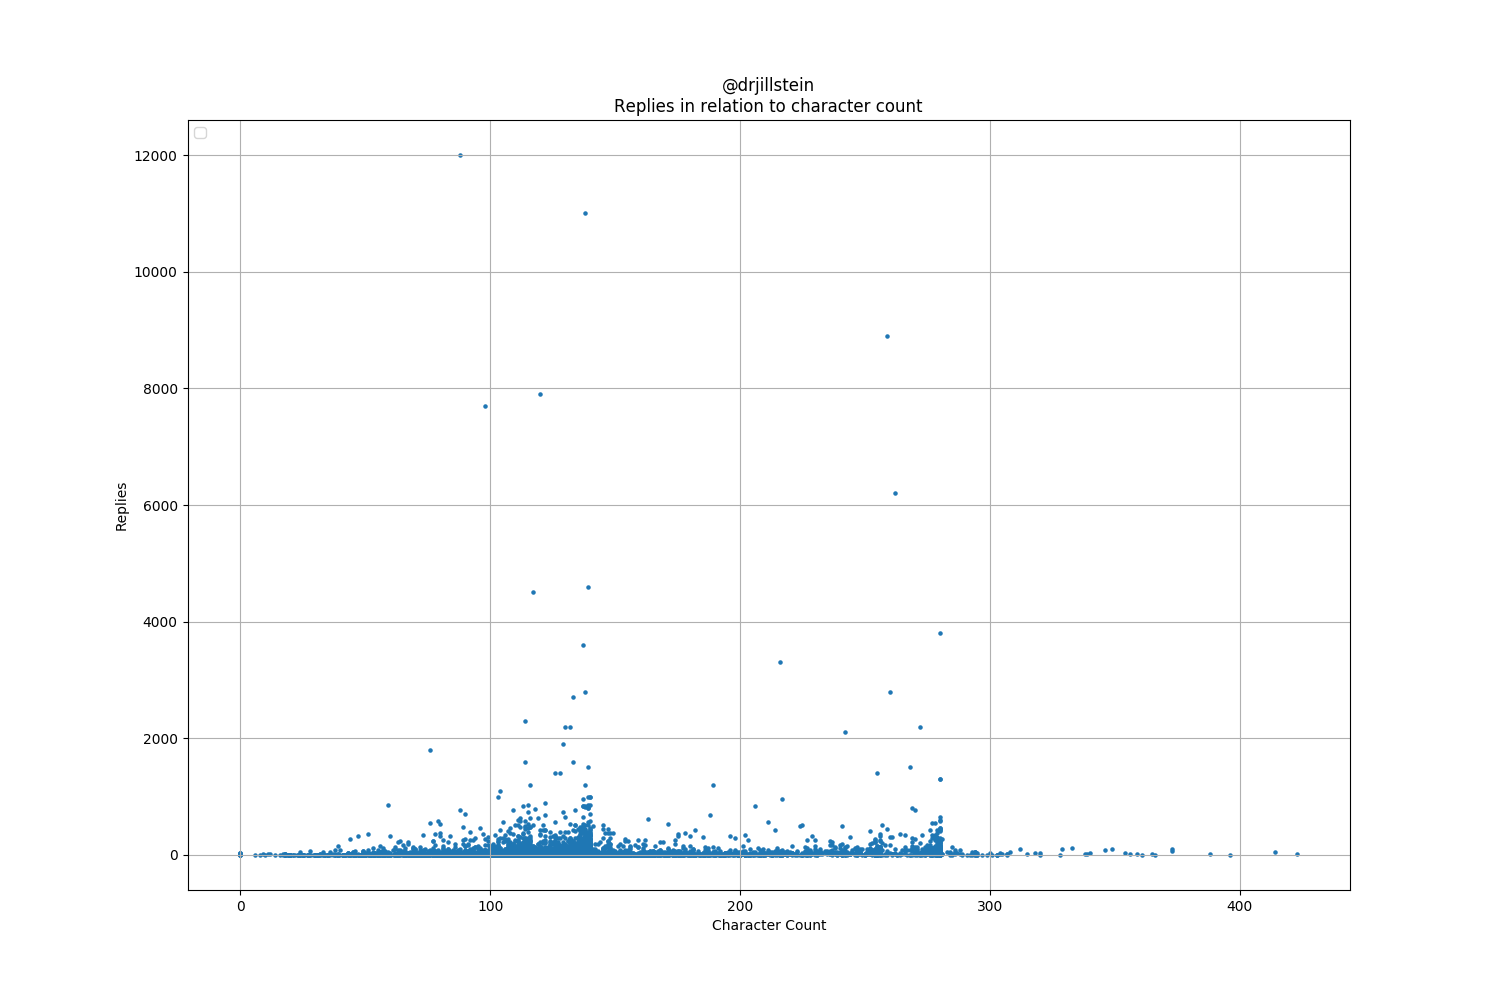 @drjillstein
Replies in relation to character count
12000
10000
8000
6000
4000
2000
0
Replies
0 100 200 300 400
Character Count